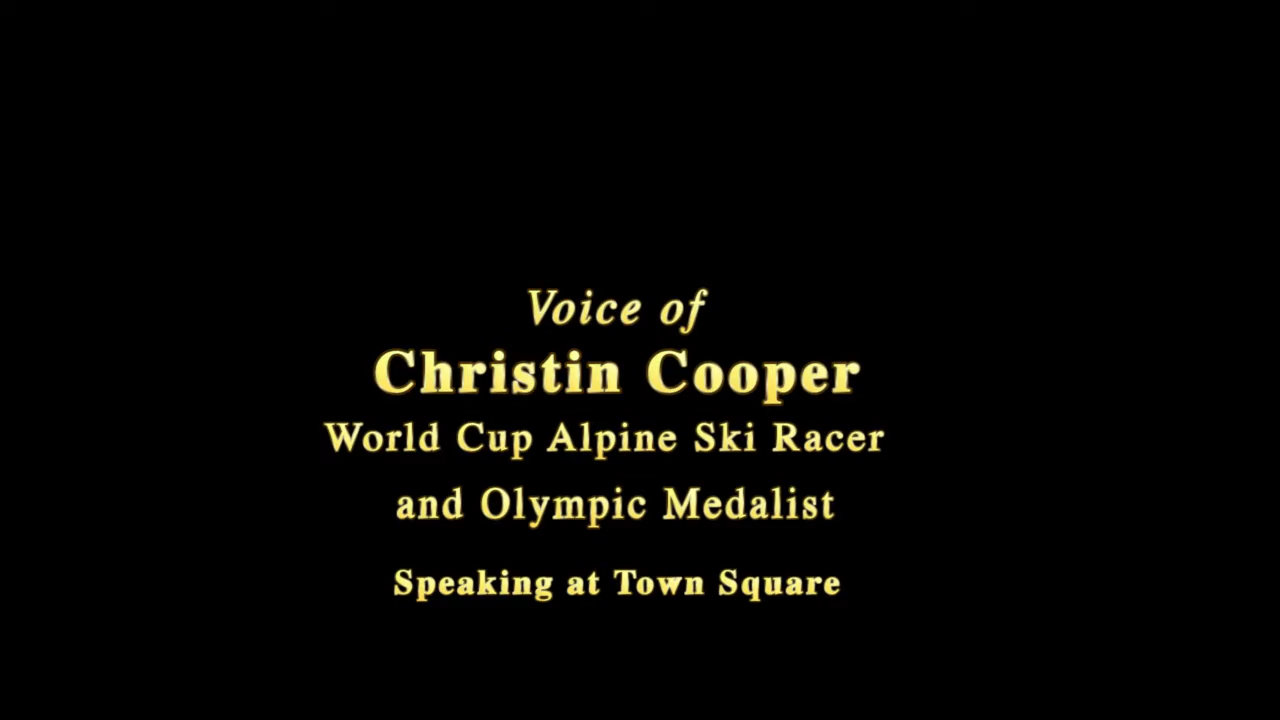 Voice of
Christin Cooper
World Cup Alpine Ski Racer
and Olympic Medalist
Speaking at Town Square